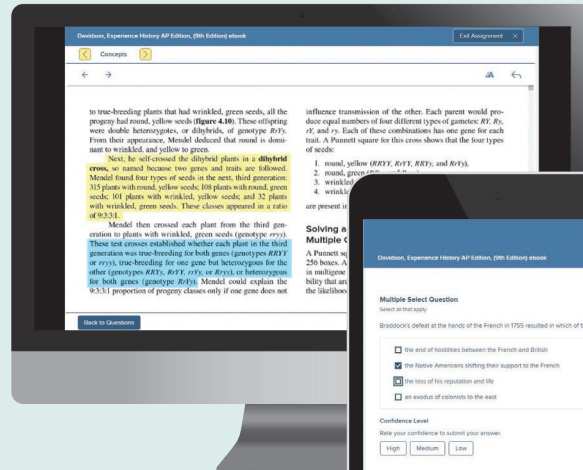 Davidson, Experience History AP Edition, (9th Edition) ebook
Exit Assignment ×
Concepts
to true-breeding plants that had wrinkled, green seeds, all the
progeny had round, yellow seeds (figure 4.10). These offspring
were double heterozygotes, or dihybrids, of genotype RrYy.
From their appearance, Mendel deduced that round is domi-
nant to wrinkled, and yellow to green.
Next, he self-crossed the dihybrid plants in a dihybrid
cross, so named because two genes and traits are followed.
Mendel found four types of seeds in the next, third generation:
315 plants with round, yellow seeds; 108 plants with round, green
seeds; 101 plants with wrinkled, yellow seeds; and 32 plants
with wrinkled, green seeds. These classes appeared in a ratio
of 9:3:3:1.
Mendel then crossed each plant from the third gen-
eration to plants with wrinkled, green seeds (genotype rryy).
These test crosses established whether each plant in the third
generation was true-breeding for both genes (genotypes RRYY
or rryy), true-breeding for one gene but heterozygous for the
other (genotypes RRYy, RrYY, rrYy, or Rryy), or heterozygous
for both genes (genotype RrYy). Mendel could explain the
9:3:3:1 proportion of progeny classes only if one gene does not
influence transmission of the other. Each parent would pro-
duce equal numbers of four different types of gametes: RY, Ry,
rY, and ry. Each of these combinations has one gene for each
trait. A Punnett square for this cross shows that the four types
of seeds:
1. round, yellow (RRYY, RrYY, RRYy, and RrYy),
2. round, green
3. wrinkled
4. wrinkle
are present in
Solving a
Multiple
A Punnett sq
256 boxes. A
in multigene
bility that are
the likelihood
Back to Questions
Davidson, Experience History AP Edition, (9th Edition) ebook
Multiple Select Question
Select all that apply
Braddock's defeat at the hands of the French in 1755 resulted in which of
the end of hostilities between the French and British
the Native Americans shifting their support to the French
the loss of his reputation and life
an exodus of colonists to the east
Confidence Level
Rate your confidence to submit your answer.
High Medium Low